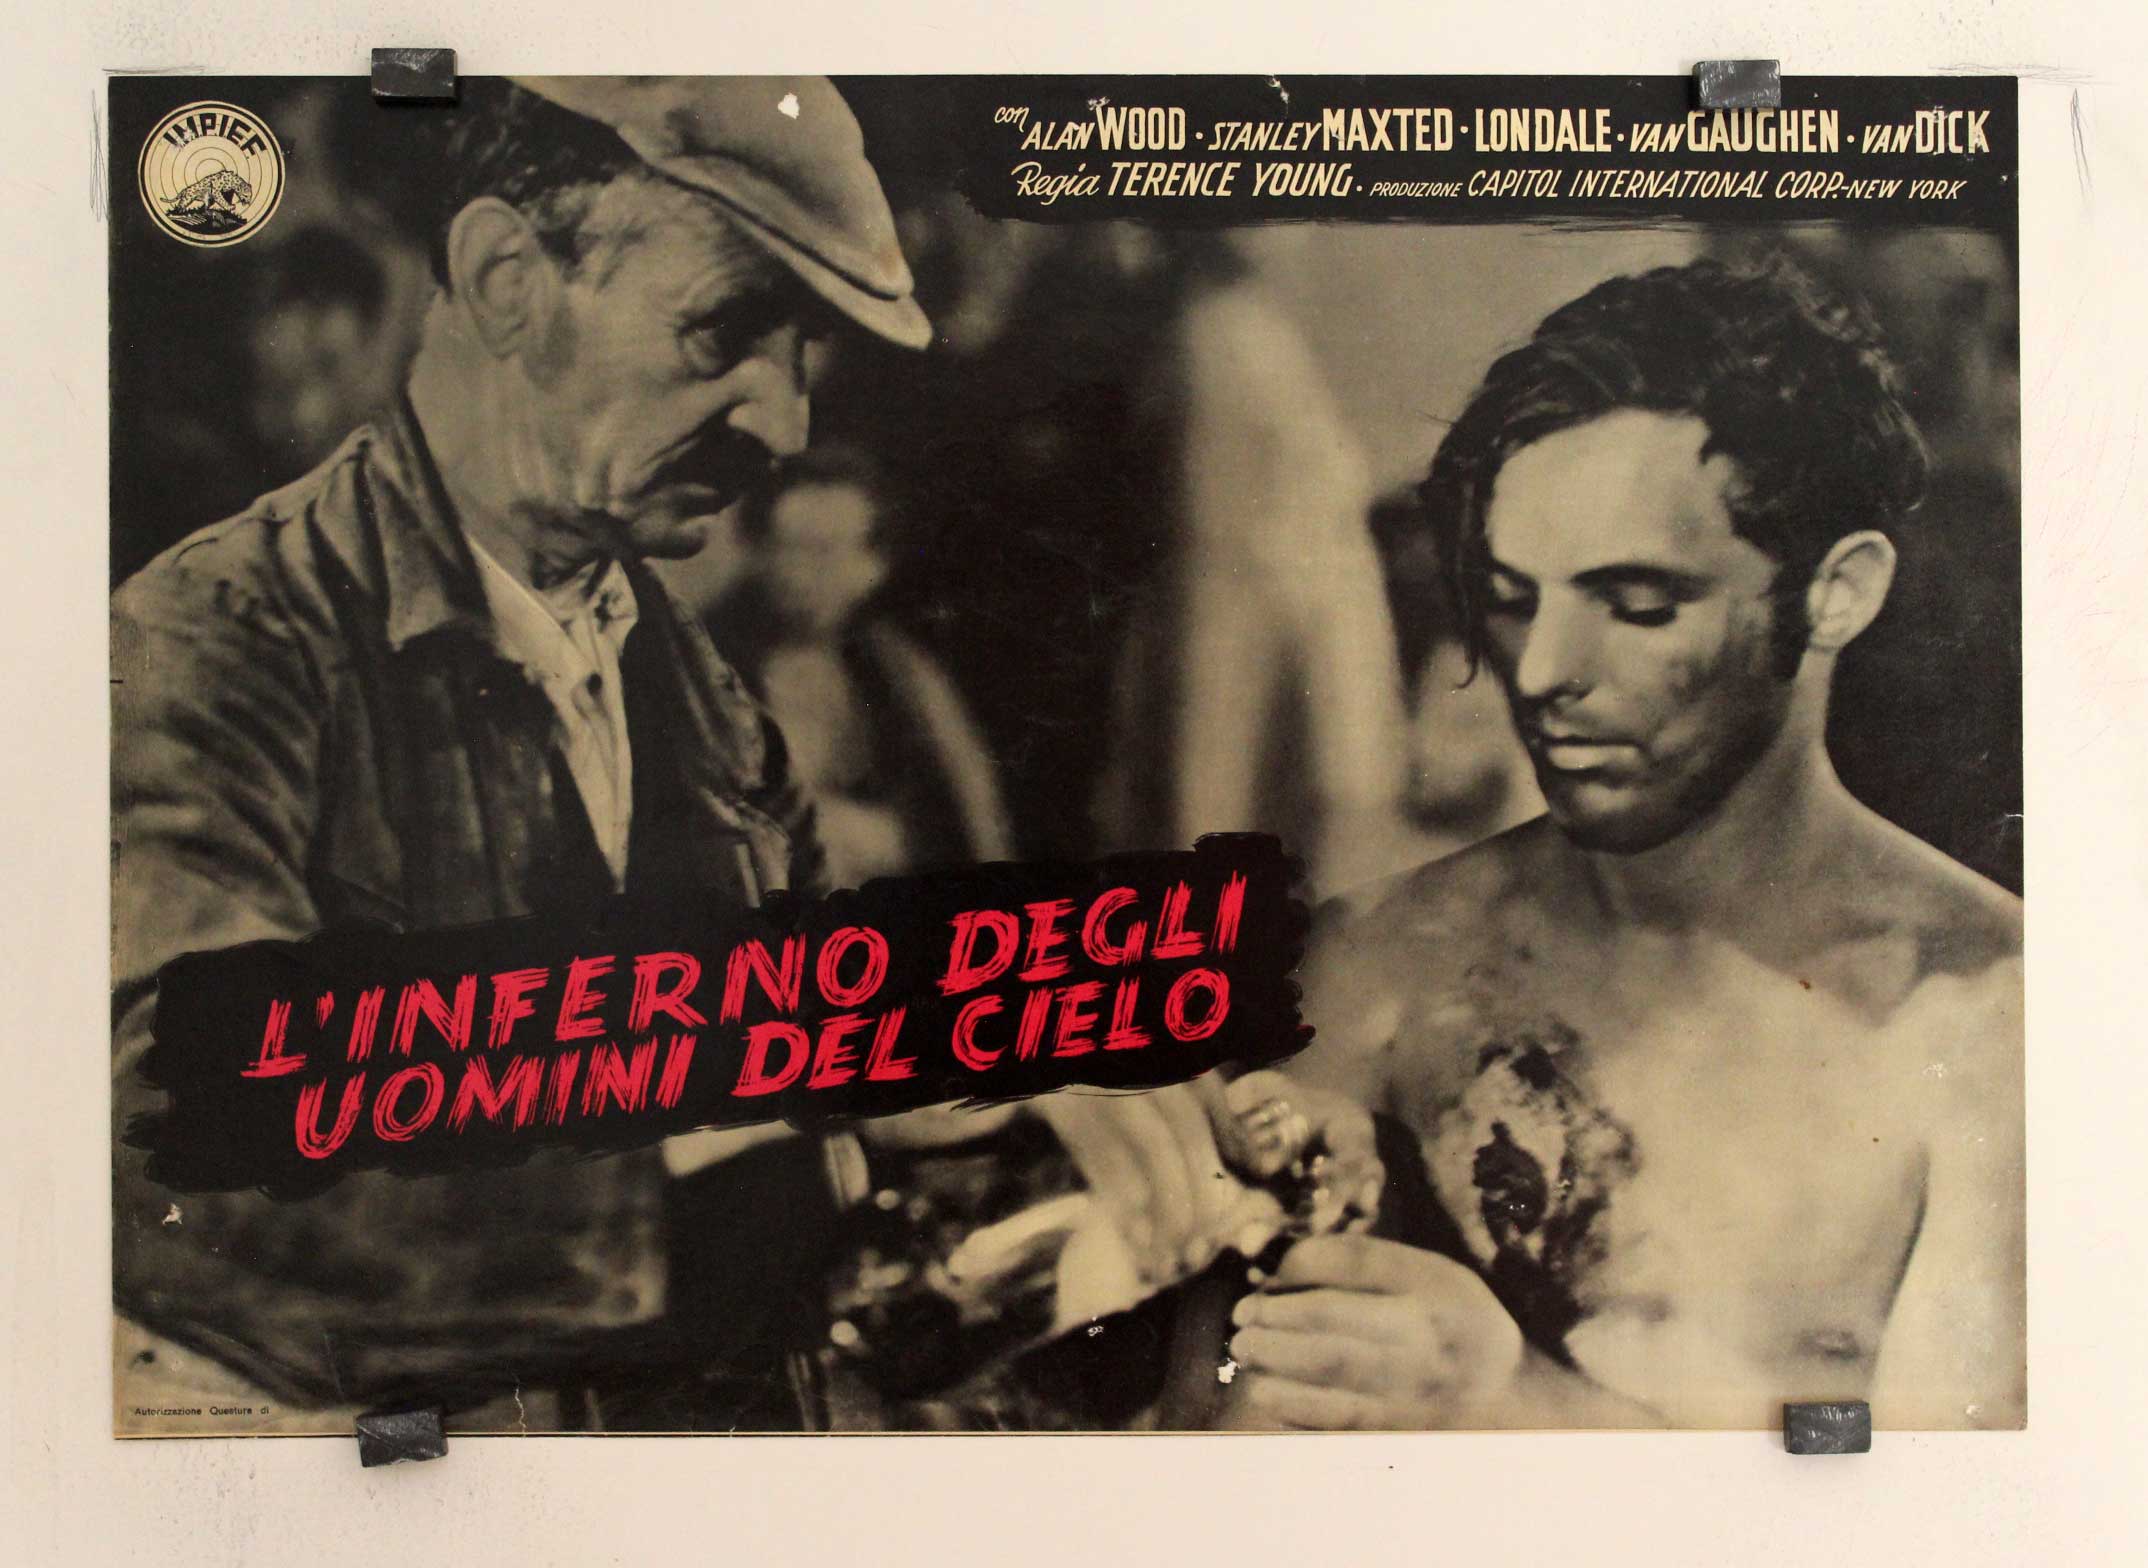 IMPIEF
con ALAN WOOD · STANLEY MAXTED · LONDALE · VAN GAUGHEN · VAN DICK
Regia TERENCE YOUNG · PRODUZIONE CAPITOL INTERNATIONAL CORP.-NEW YORK
L'INFERNO DEGLI
UOMINI DEL CIELO
Autorizzazione Questura di